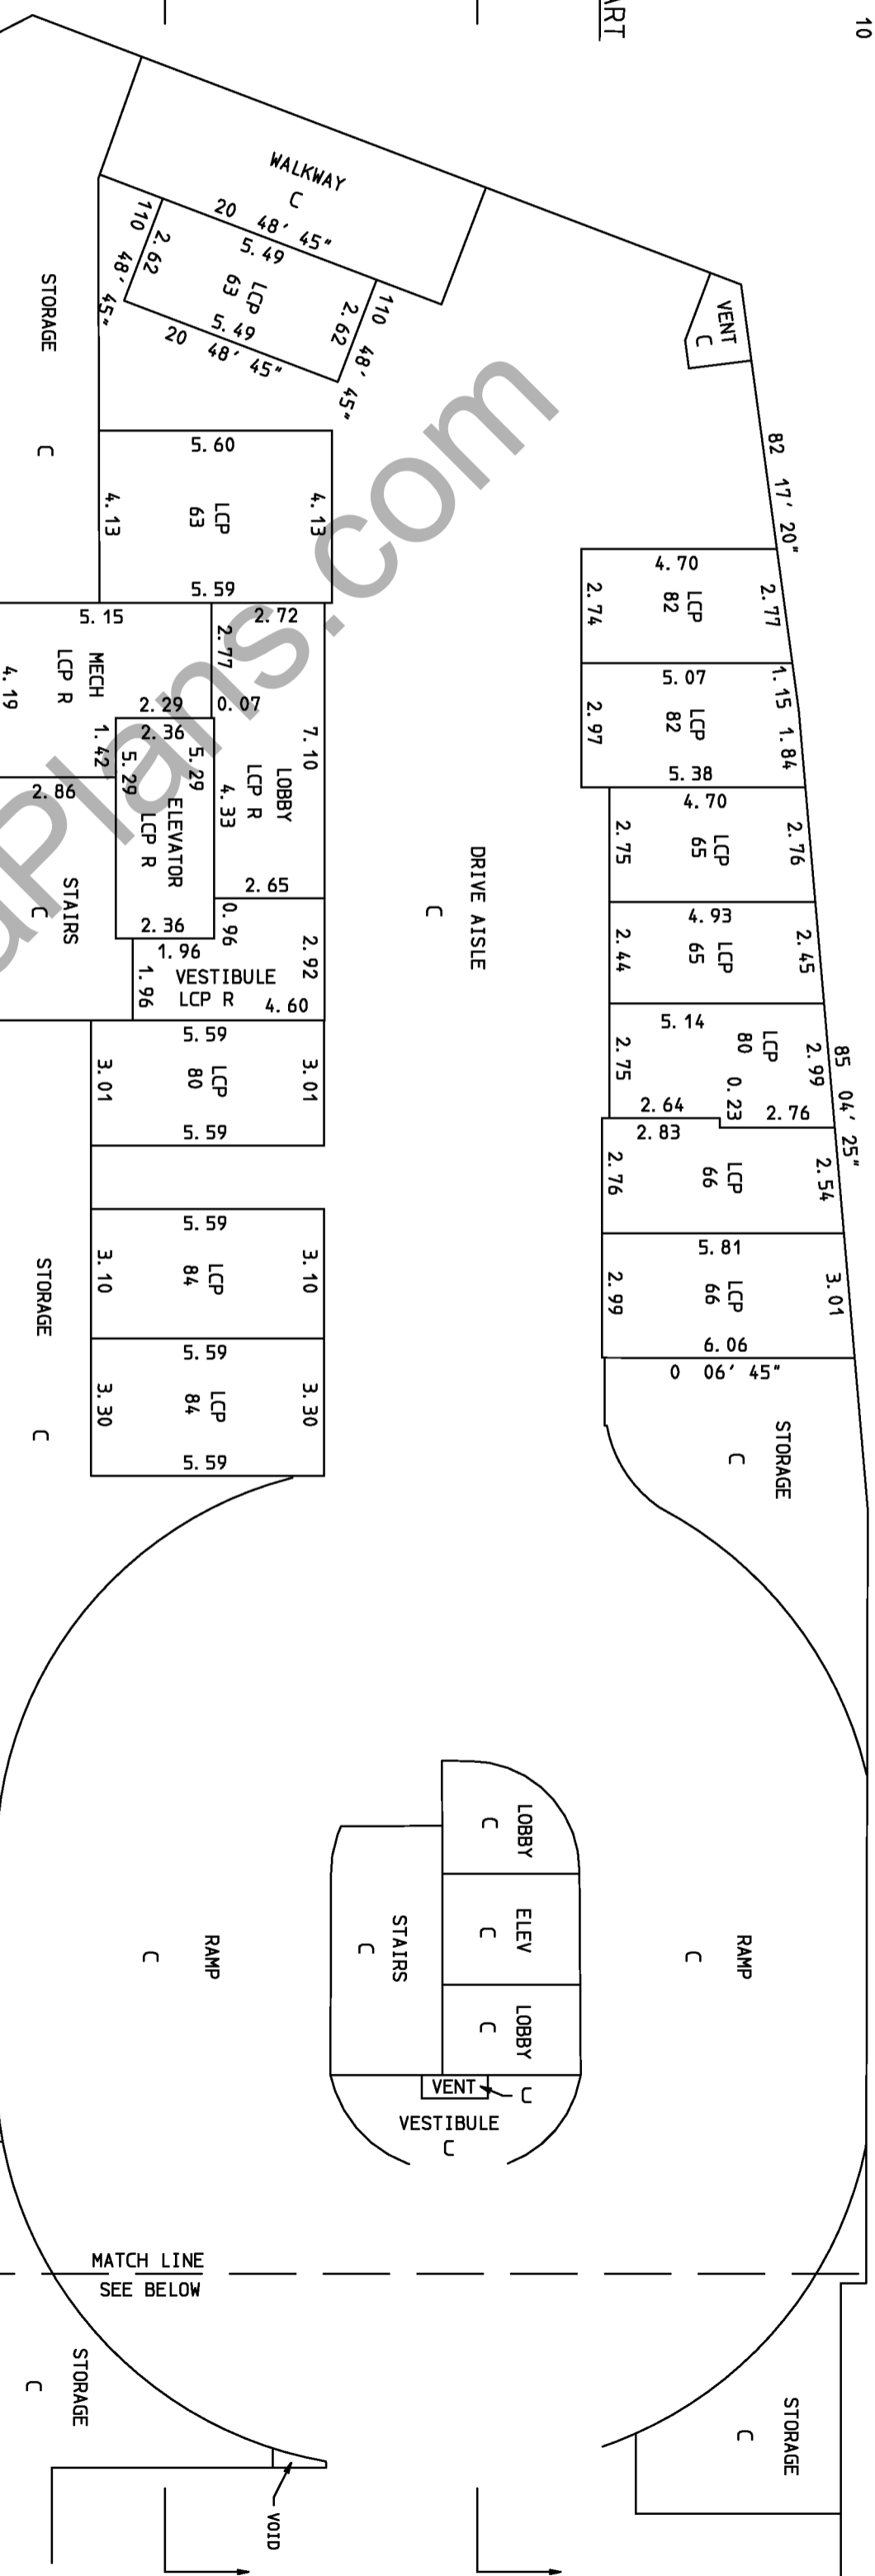 10
ART
WALKWAY
C
20 48' 45"
5.49
110 48' 45"
2.62
LCP
63
110 48' 45"
2.62
5.49
20 48' 45"
VENT
C
STORAGE
C
82 17' 20"
5.60
4.13
LCP
63
4.13
5.59
4.70
2.74
LCP
82
2.77
5.07
2.97
LCP
82
1.15
1.84
5.38
5.15
MECH
LCP R
4.19
2.72
2.77
2.29
0.07
1.42
2.36
5.29
5.29
ELEVATOR
LCP R
2.36
7.10
LOBBY
LCP R
4.33
2.65
2.86
STAIRS
C
0.96
1.96
1.96
2.92
VESTIBULE
LCP R
4.60
DRIVE AISLE
C
4.70
2.75
LCP
65
2.76
4.93
2.44
LCP
65
2.45
5.14
2.75
LCP
80
2.99
2.64
0.23
2.76
85 04' 25"
2.83
2.76
LCP
66
2.54
5.81
2.99
LCP
66
3.01
6.06
0 06' 45"
5.59
3.01
LCP
80
3.01
5.59
5.59
3.10
LCP
84
3.10
5.59
3.30
LCP
84
3.30
5.59
STORAGE
C
STORAGE
C
LOBBY
C
ELEV
C
LOBBY
C
STAIRS
C
RAMP
C
RAMP
C
VENT
C
VESTIBULE
C
MATCH LINE
SEE BELOW
STORAGE
C
STORAGE
C
VOID
aPlans.com